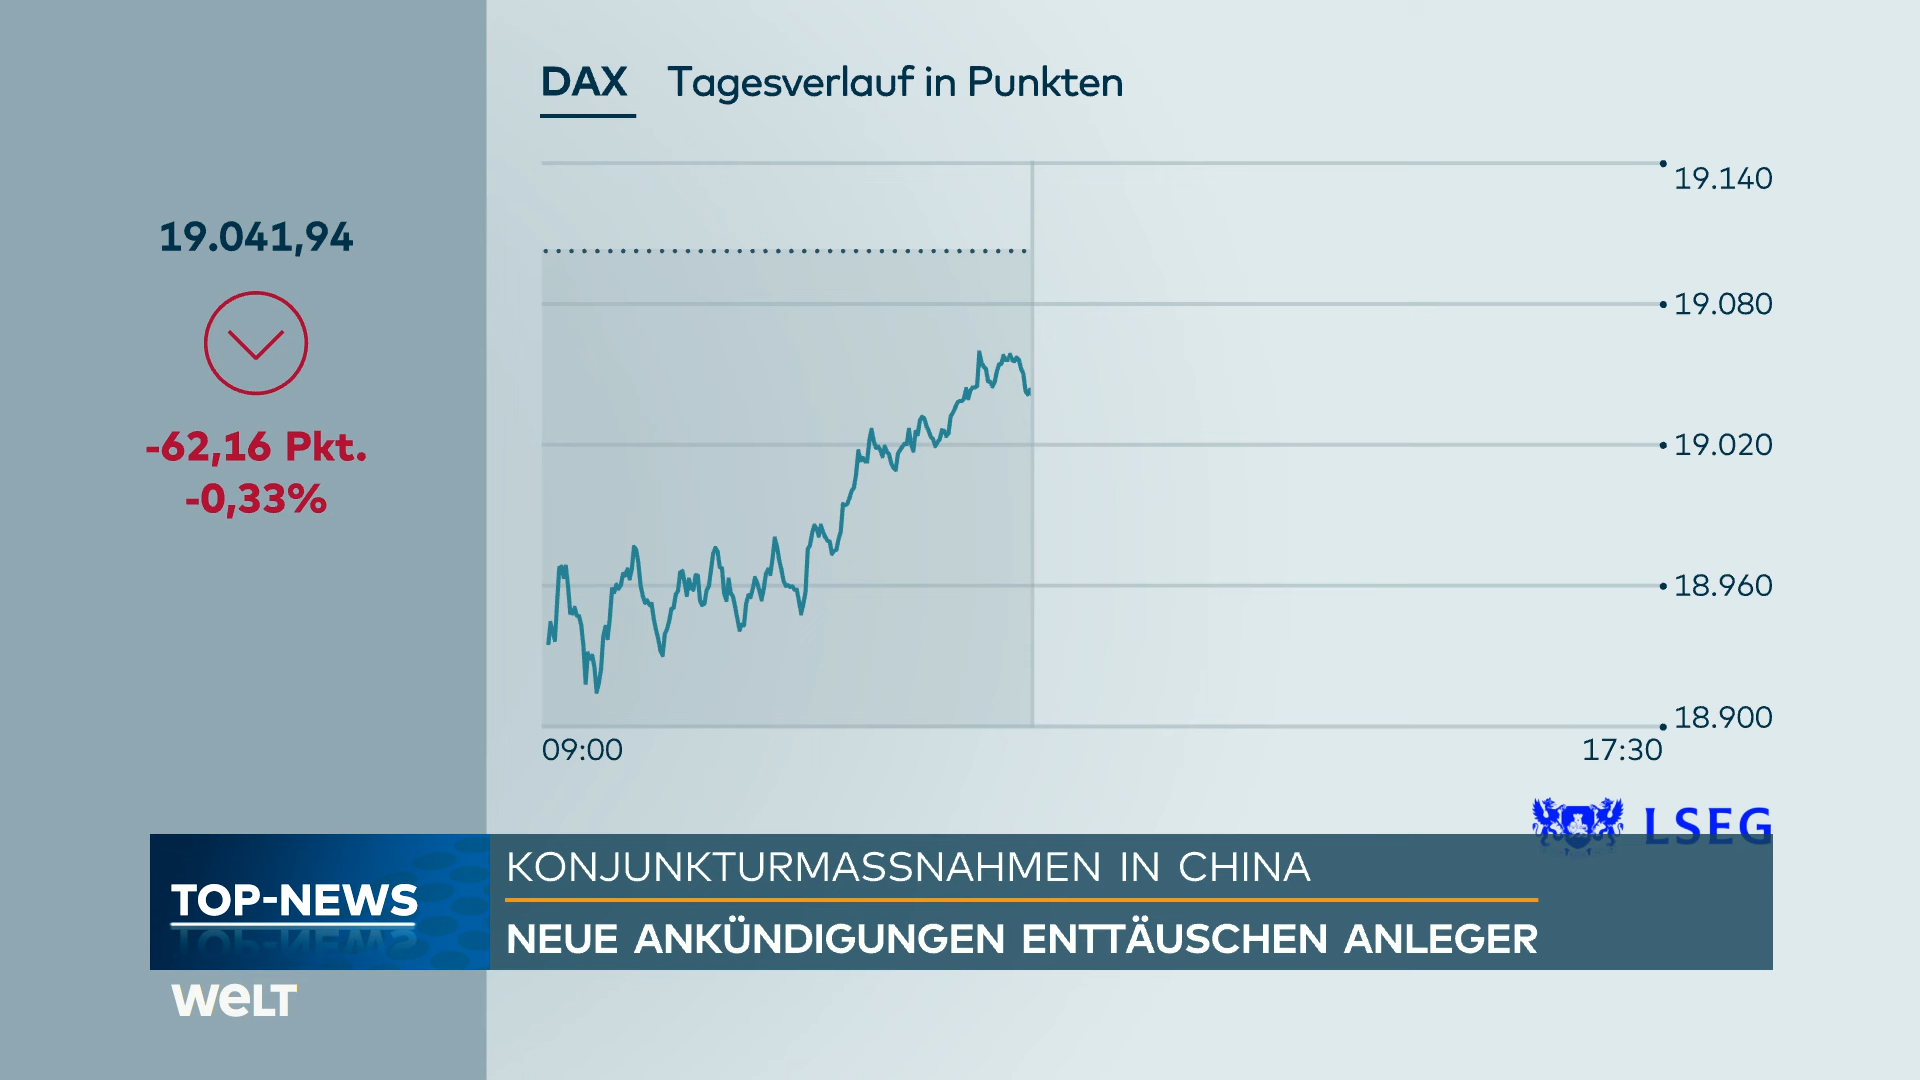 DAX Tagesverlauf in Punkten
19.041,94
-62,16 Pkt.
-0,33%
19.140
19.080
19.020
18.960
18.900
09:00 17:30
LSEG
TOP-NEWS
KONJUNKTURMASSNAHMEN IN CHINA
NEUE ANKÜNDIGUNGEN ENTTÄUSCHEN ANLEGER
WELT